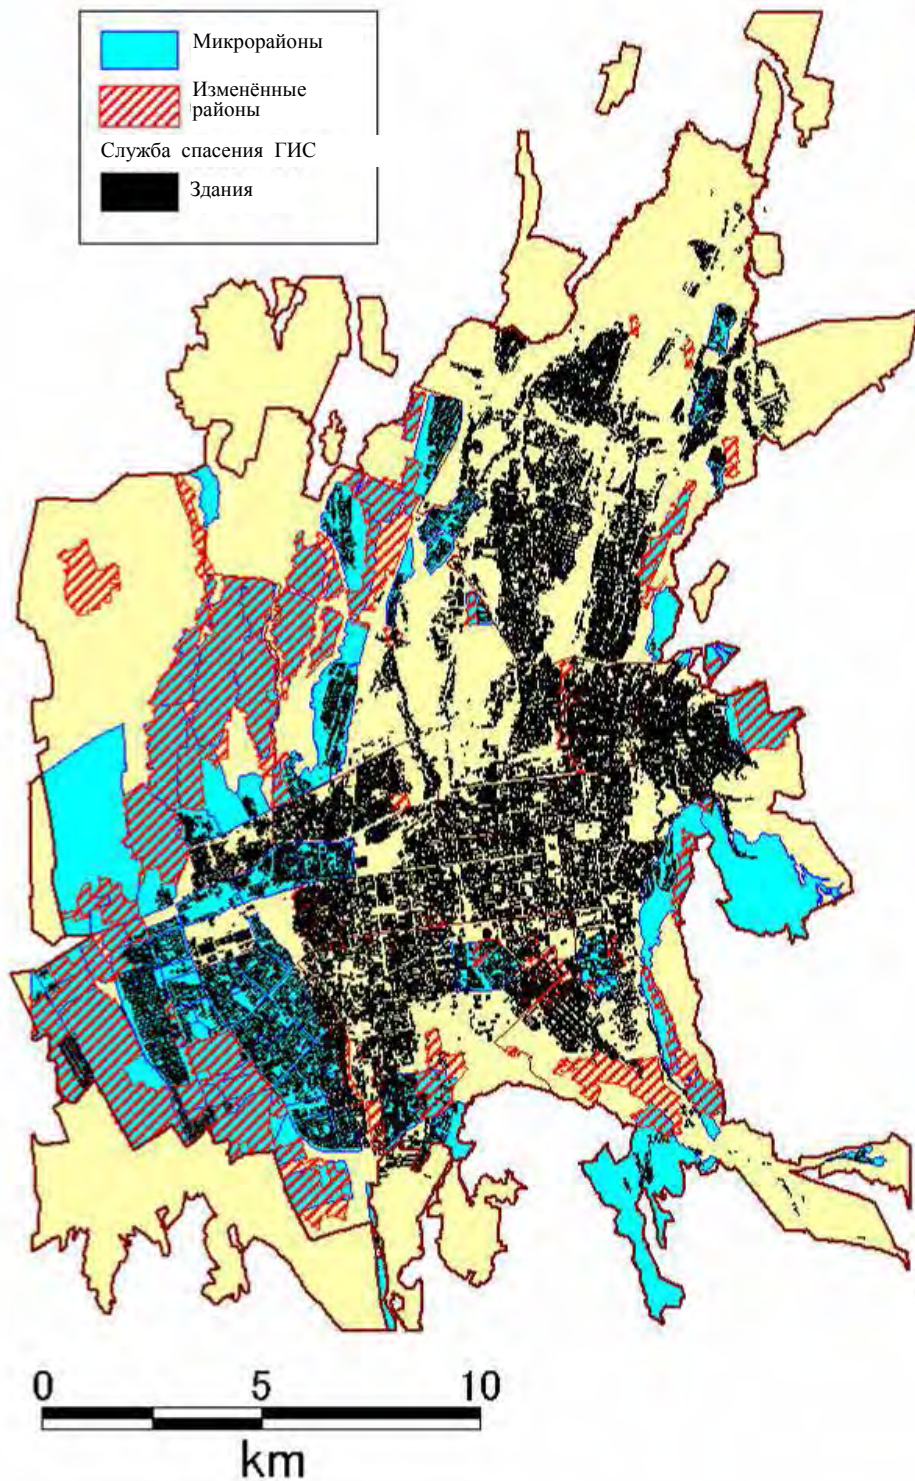 Микрорайоны
Изменённые
районы
Служба спасения ГИС
Здания
0 5 10
km